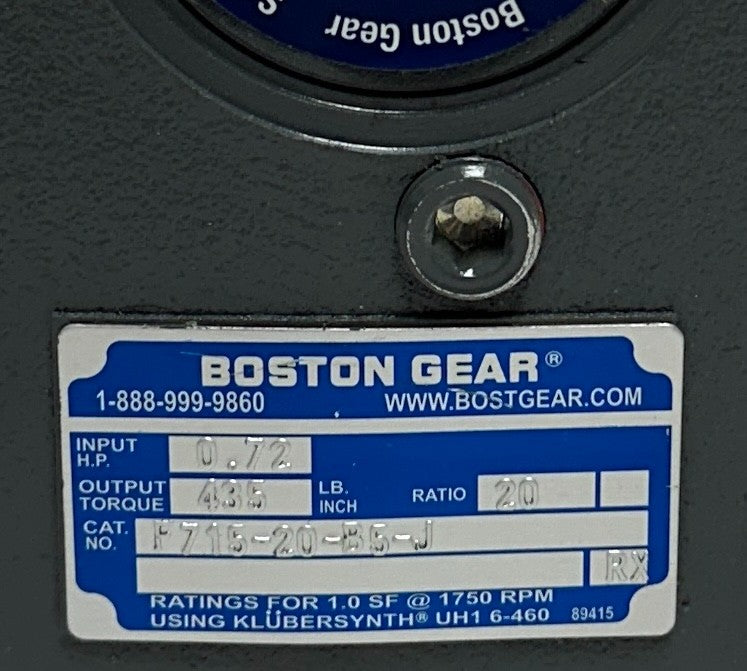 Boston Gear
BOSTON GEAR®
1-888-999-9860 WWW.BOSTGEAR.COM
INPUT H.P. 0.72
OUTPUT TORQUE 435 LB. INCH RATIO 20
CAT. NO. F715-20-B5-J
RX
RATINGS FOR 1.0 SF @ 1750 RPM
USING KLÜBERSYNTH® UH1 6-460 89415